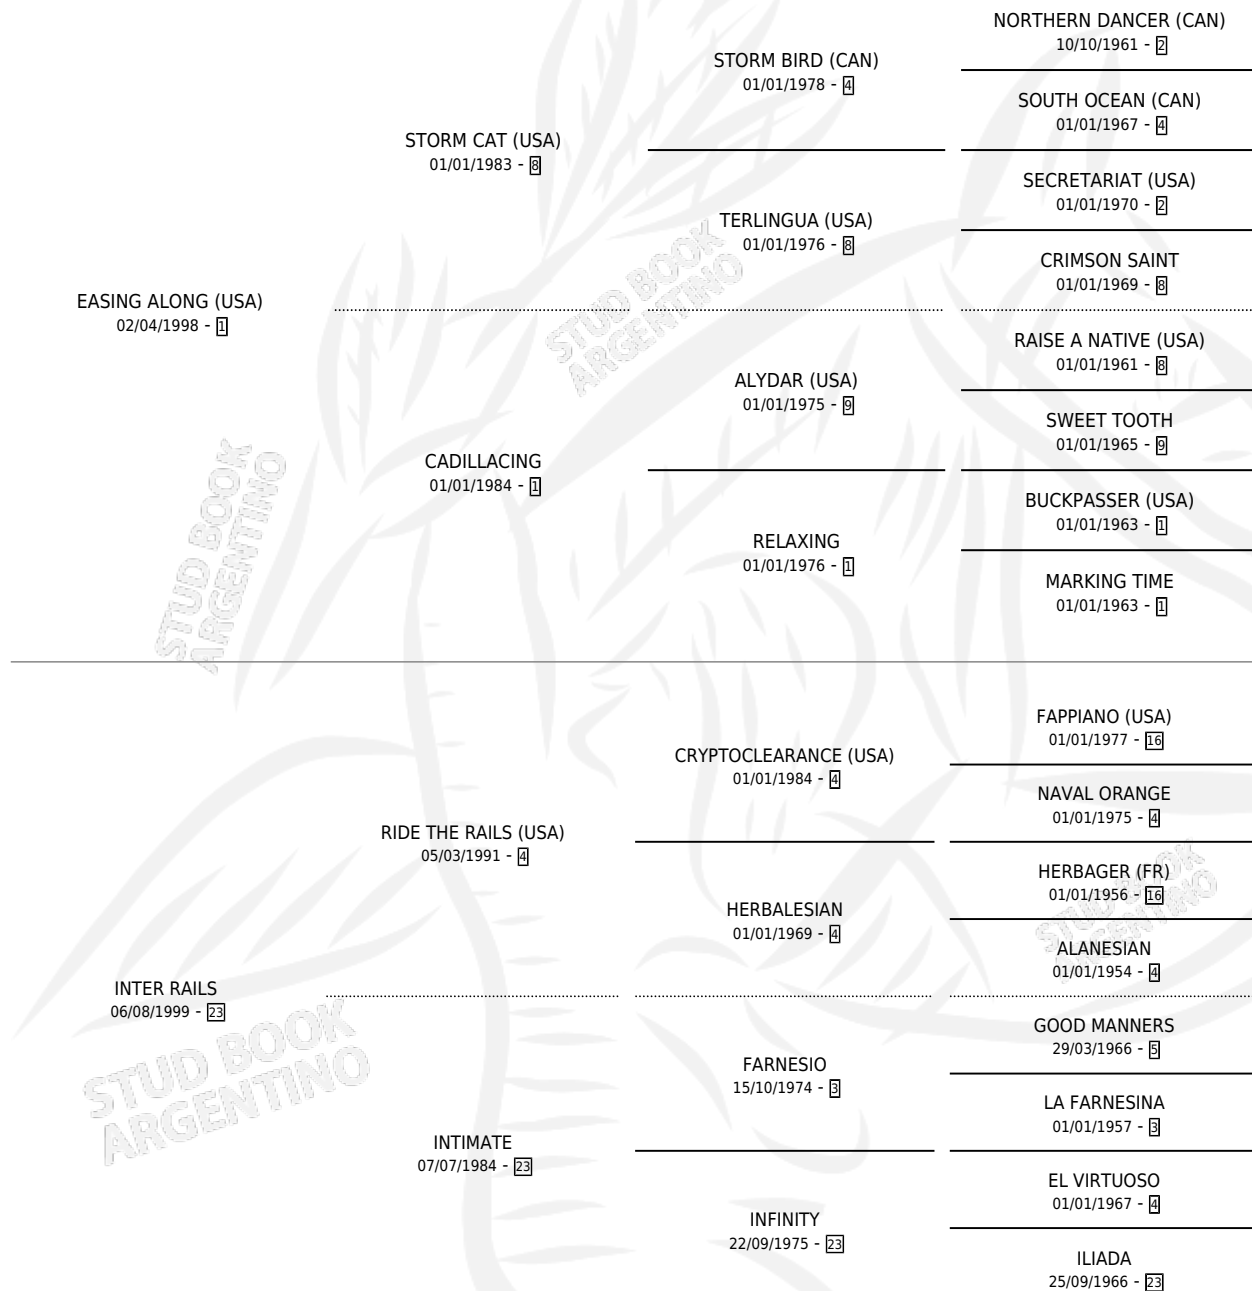 NORTHERN DANCER (CAN)
10/10/1961 - 2
STORM BIRD (CAN)
01/01/1978 - 4
SOUTH OCEAN (CAN)
01/01/1967 - 4
STORM CAT (USA)
01/01/1983 - 8
SECRETARIAT (USA)
01/01/1970 - 2
TERLINGUA (USA)
01/01/1976 - 8
CRIMSON SAINT
01/01/1969 - 8
EASING ALONG (USA)
02/04/1998 - 1
RAISE A NATIVE (USA)
01/01/1961 - 8
ALYDAR (USA)
01/01/1975 - 9
SWEET TOOTH
01/01/1965 - 9
CADILLACING
01/01/1984 - 1
BUCKPASSER (USA)
01/01/1963 - 1
RELAXING
01/01/1976 - 1
MARKING TIME
01/01/1963 - 1
FAPPIANO (USA)
01/01/1977 - 16
CRYPTOCLEARANCE (USA)
01/01/1984 - 4
NAVAL ORANGE
01/01/1975 - 4
RIDE THE RAILS (USA)
05/03/1991 - 4
HERBAGER (FR)
01/01/1956 - 16
HERBALESIAN
01/01/1969 - 4
ALANESIAN
01/01/1954 - 4
INTER RAILS
06/08/1999 - 23
GOOD MANNERS
29/03/1966 - 5
FARNESIO
15/10/1974 - 3
LA FARNESINA
01/01/1957 - 3
INTIMATE
07/07/1984 - 23
EL VIRTUOSO
01/01/1967 - 4
INFINITY
22/09/1975 - 23
ILIADA
25/09/1966 - 23
STUD BOOK
ARGENTINO
STUD BOOK
ARGENTINO
STUD BOOK
ARGENTINO
STUD BOOK
ARGENTINO